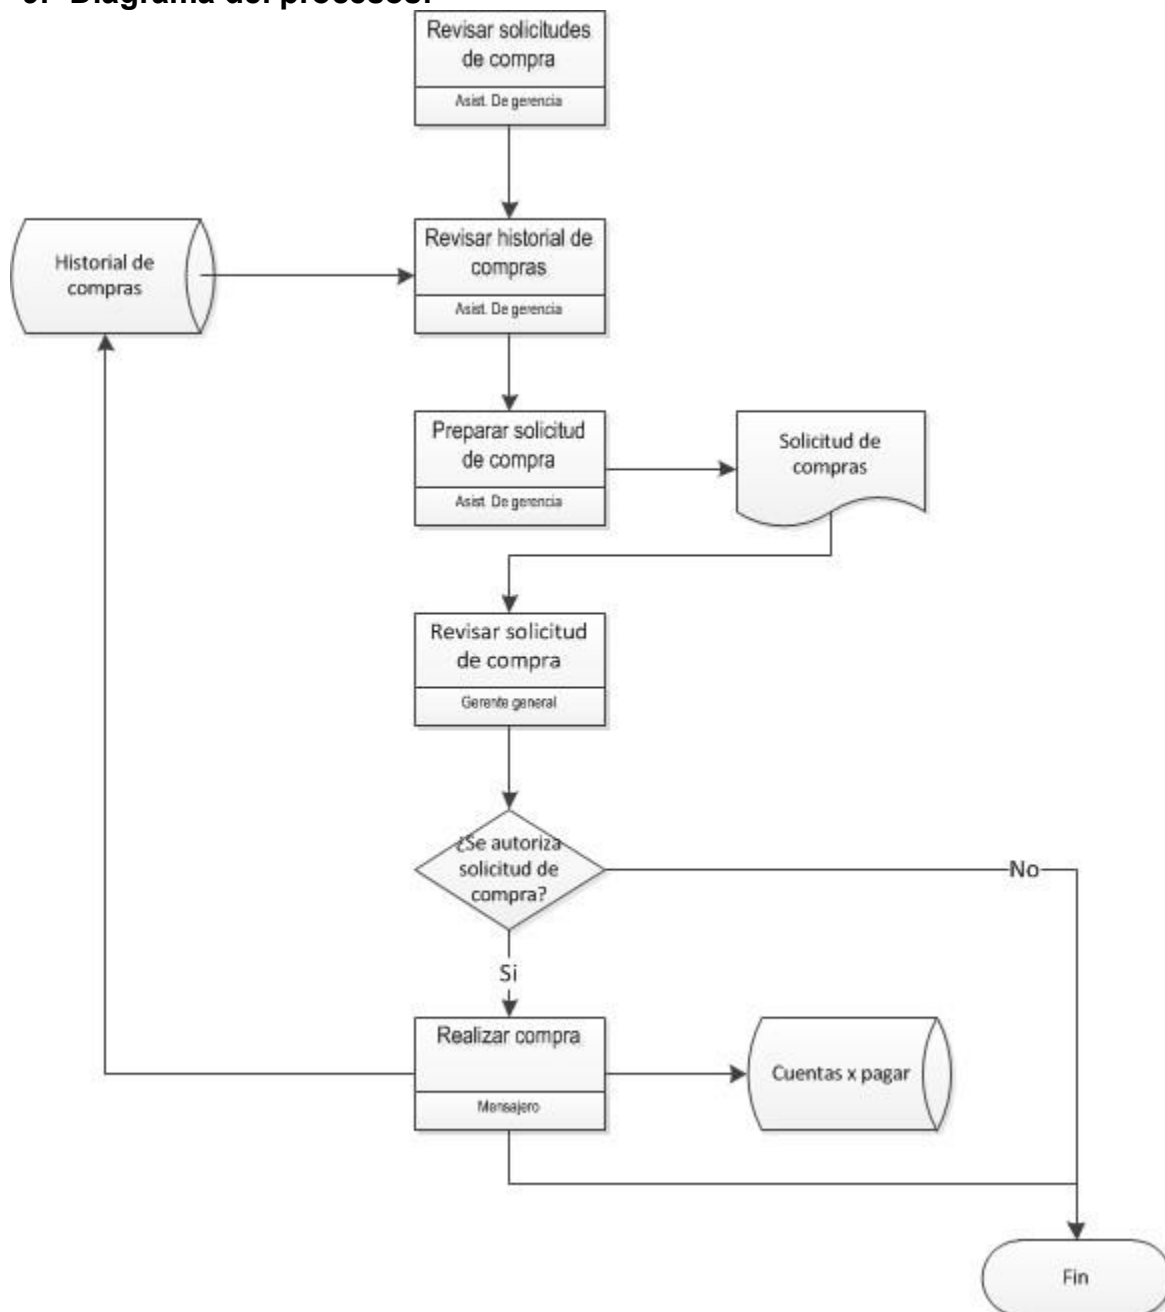 Diagrama del procesos.
Revisar solicitudes
de compra
Asist. De gerencia
Historial de
compras
Revisar historial de
compras
Asist. De gerencia
Preparar solicitud
de compra
Asist. De gerencia
Solicitud de
compras
Revisar solicitud
de compra
Gerente general
¿Se autoriza
solicitud de
compra?
No
Si
Realizar compra
Mensajero
Cuentas x pagar
Fin